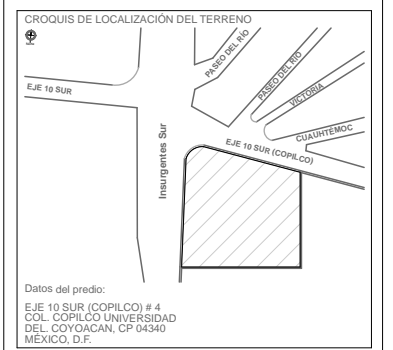 CROQUIS DE LOCALIZACIÓN DEL TERRENO
PASEO DEL RÍO
PASEO DEL RÍO
EJE 10 SUR
VICTORIA
CUAUHTÉMOC
Insurgentes Sur
EJE 10 SUR (COPILCO)
Datos del predio:
EJE 10 SUR (COPILCO) # 4
COL. COPILCO UNIVERSIDAD
DEL. COYOACAN, CP 04340
MÉXICO, D.F.